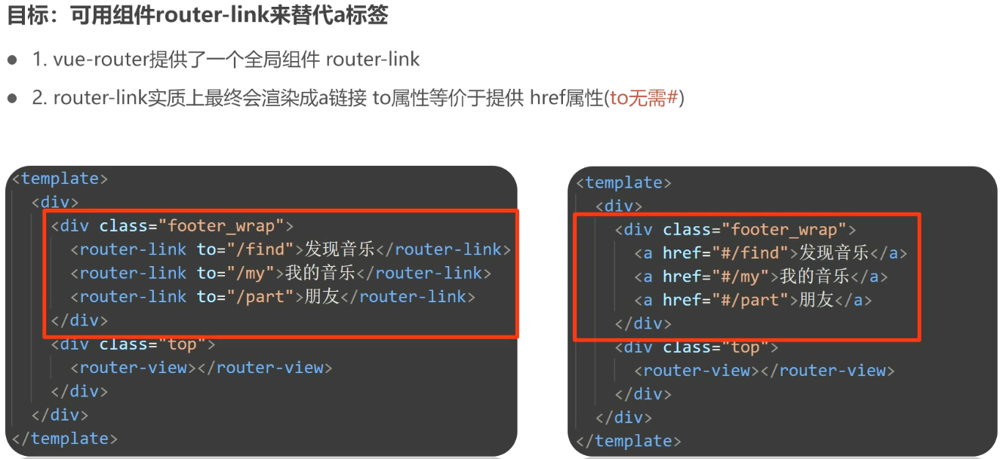 目标：可用组件router-link来替代a标签
● 1. vue-router提供了一个全局组件 router-link
● 2. router-link实质上最终会渲染成a链接 to属性等价于提供 href属性(to无需#)
<template>
<div>
<div class="footer_wrap">
<router-link to="/find">发现音乐</router-link>
<router-link to="/my">我的音乐</router-link>
<router-link to="/part">朋友</router-link>
</div>
<div class="top">
<router-view></router-view>
</div>
</div>
</template>
<template>
<div>
<div class="footer_wrap">
<a href="#/find">发现音乐</a>
<a href="#/my">我的音乐</a>
<a href="#/part">朋友</a>
</div>
<div class="top">
<router-view></router-view>
</div>
</div>
</template>